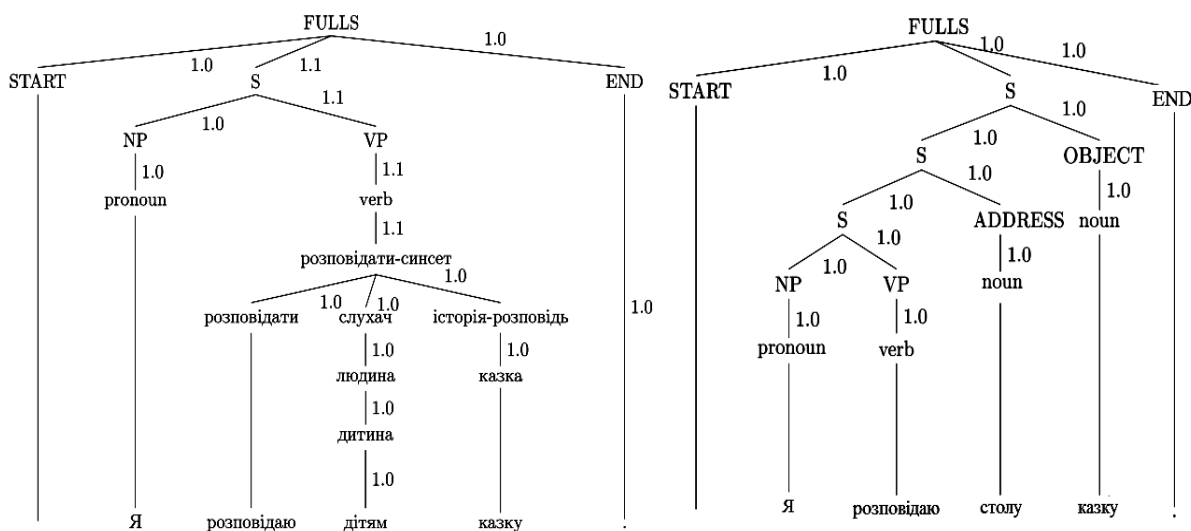 FULLS
1.0
1.0
1.1
START
S
END
1.1
1.0
NP
VP
1.0
1.1
pronoun
verb
1.1
розповідати-синсет
1.0
1.0
1.0
1.0
розповідати
слухач
історія-розповідь
1.0
1.0
людина
казка
1.0
дитина
1.0
Я
розповідаю
дітям
казку
.
FULLS
1.0
1.0
1.0
START
S
END
1.0
1.0
S
OBJECT
1.0
1.0
1.0
S
ADDRESS
noun
1.0
1.0
1.0
NP
VP
noun
1.0
1.0
pronoun
verb
Я
розповідаю
столу
казку
.